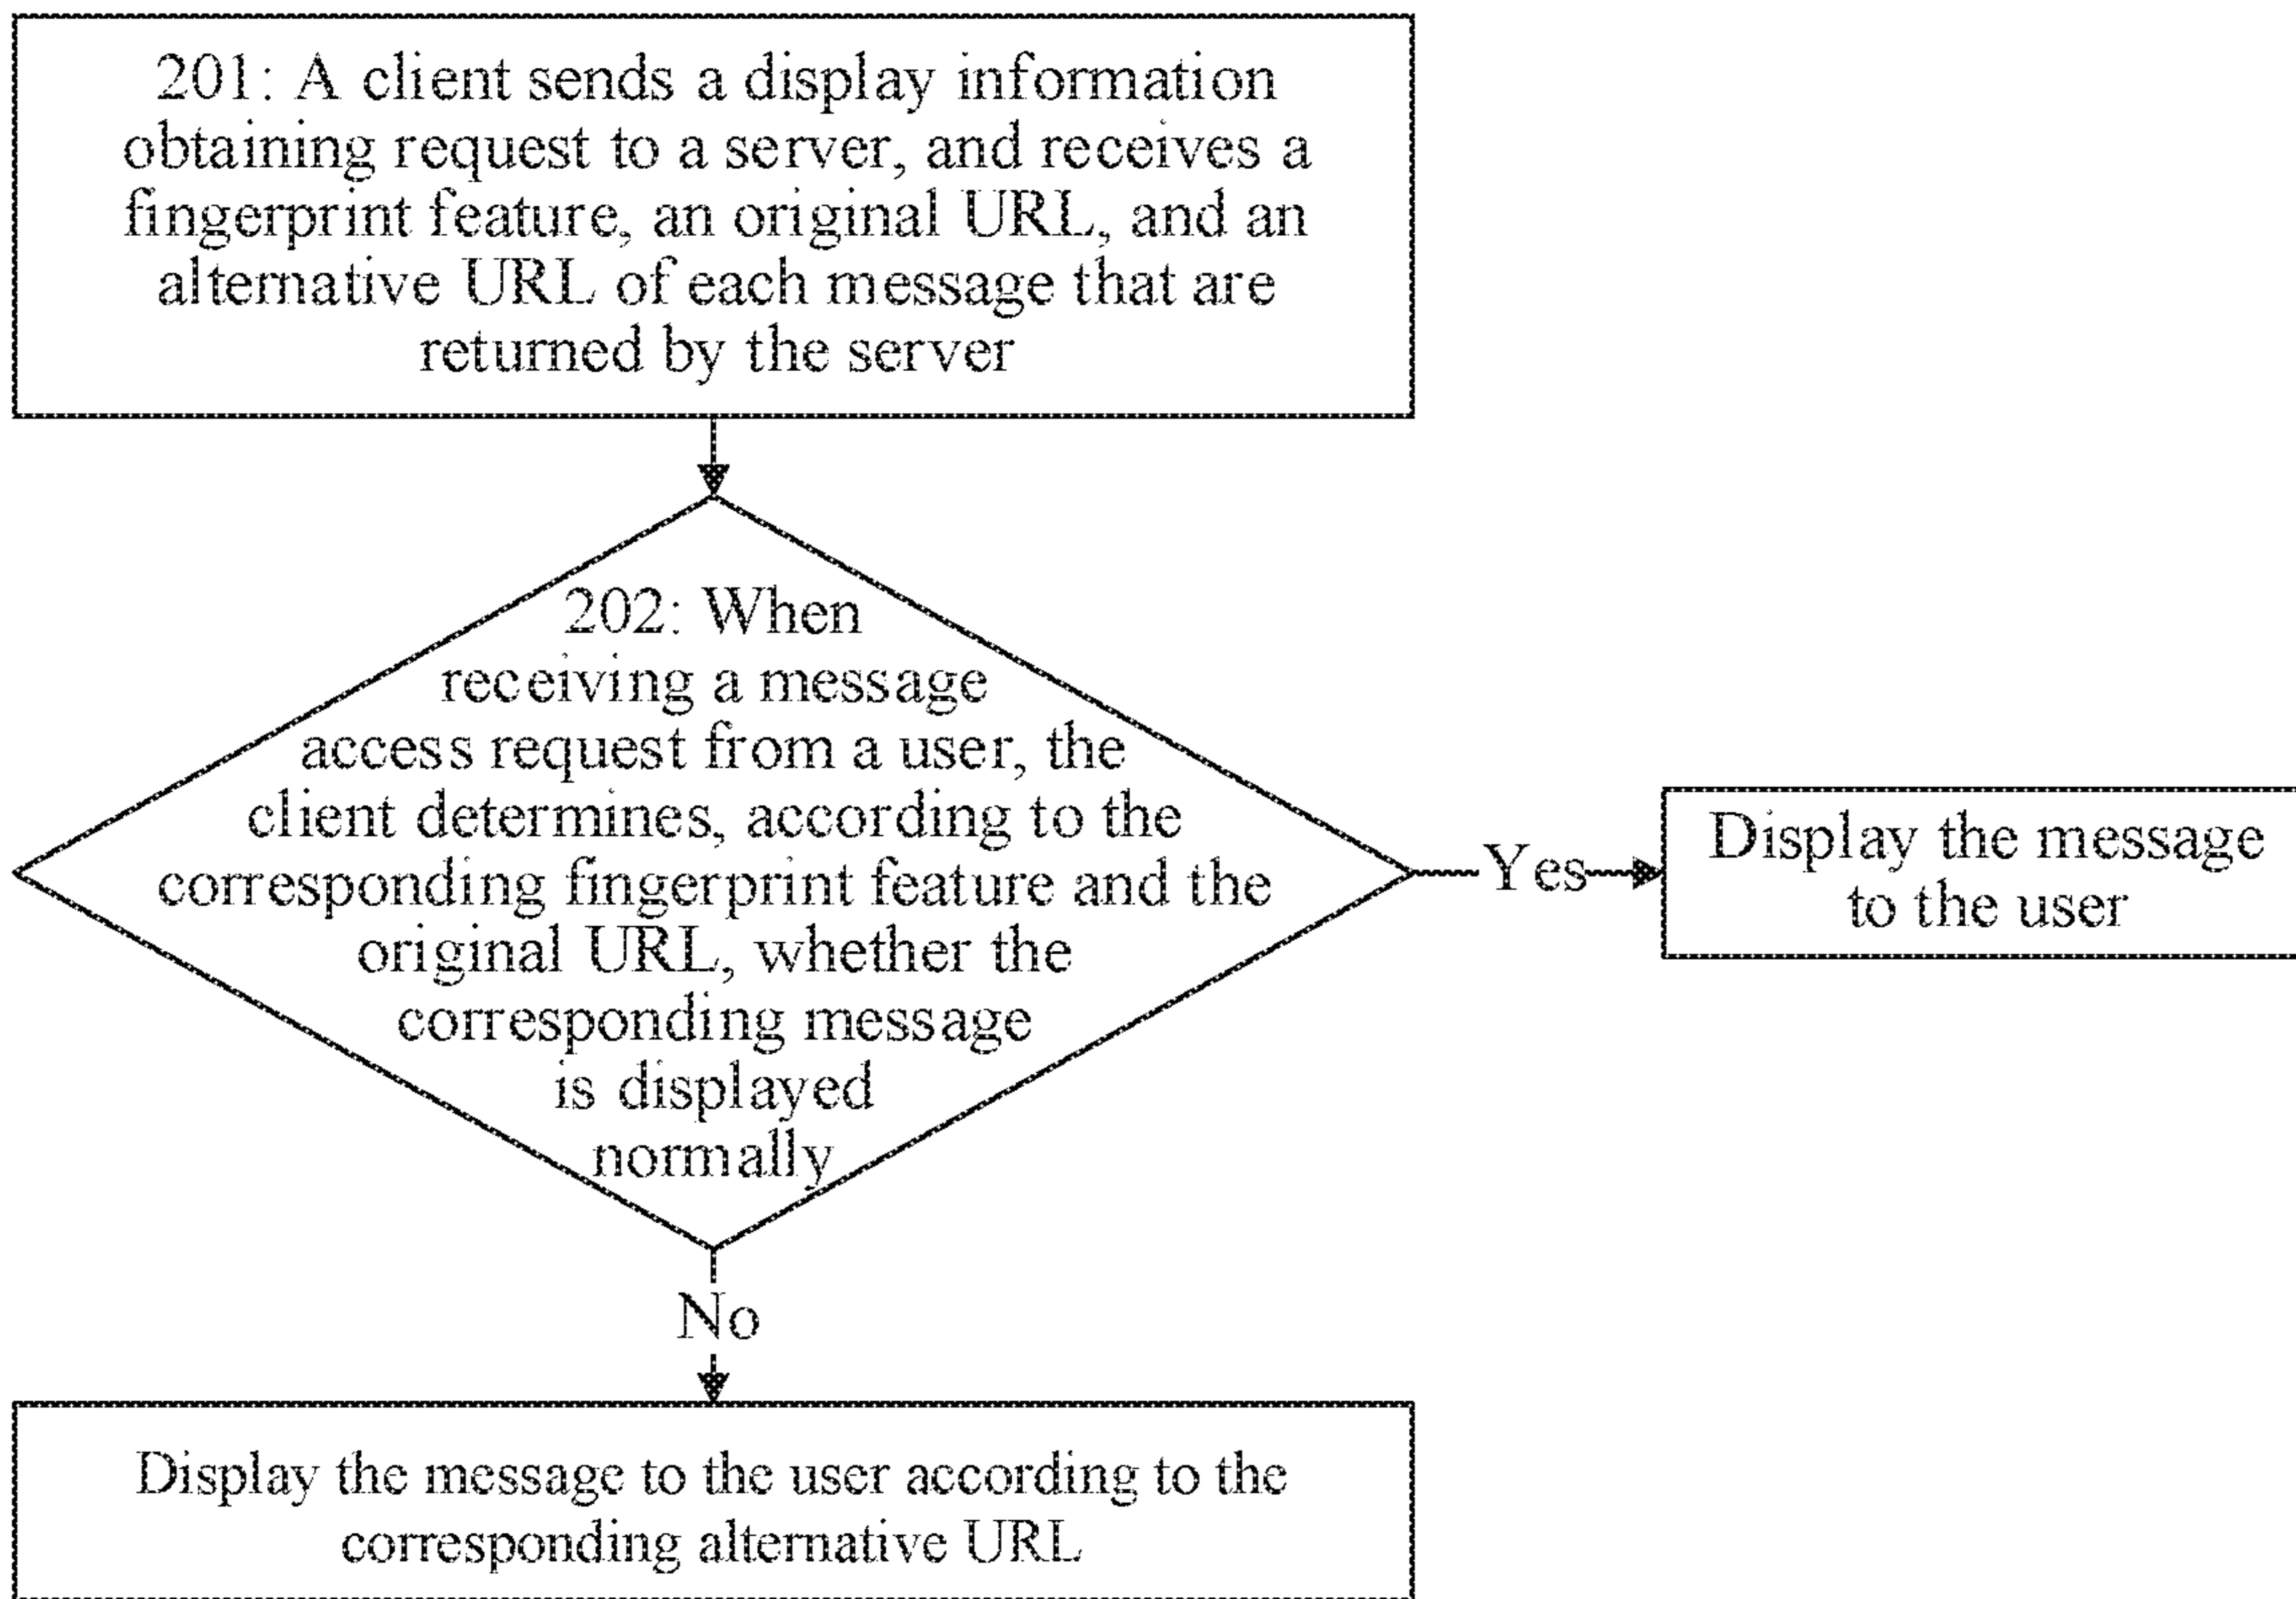 201: A client sends a display information
obtaining request to a server, and receives a
fingerprint feature, an original URL, and an
alternative URL of each message that are
returned by the server
202: When
receiving a message
access request from a user, the
client determines, according to the
corresponding fingerprint feature and the
original URL, whether the
corresponding message
is displayed
normally
Yes
Display the message
to the user
No
Display the message to the user according to the
corresponding alternative URL